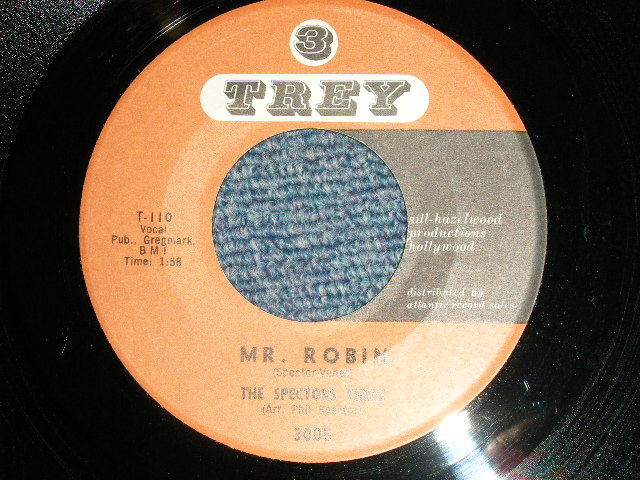 3
TREY
T-110
Vocal
Pub., Gregmark,
BMI
Time: 1:58
sill-hazelwood
productions
hollywood
distributed by
atlantic record sales
MR. ROBIN
THE SPECTORS THREE
(Arr. Phil Spector)
3005